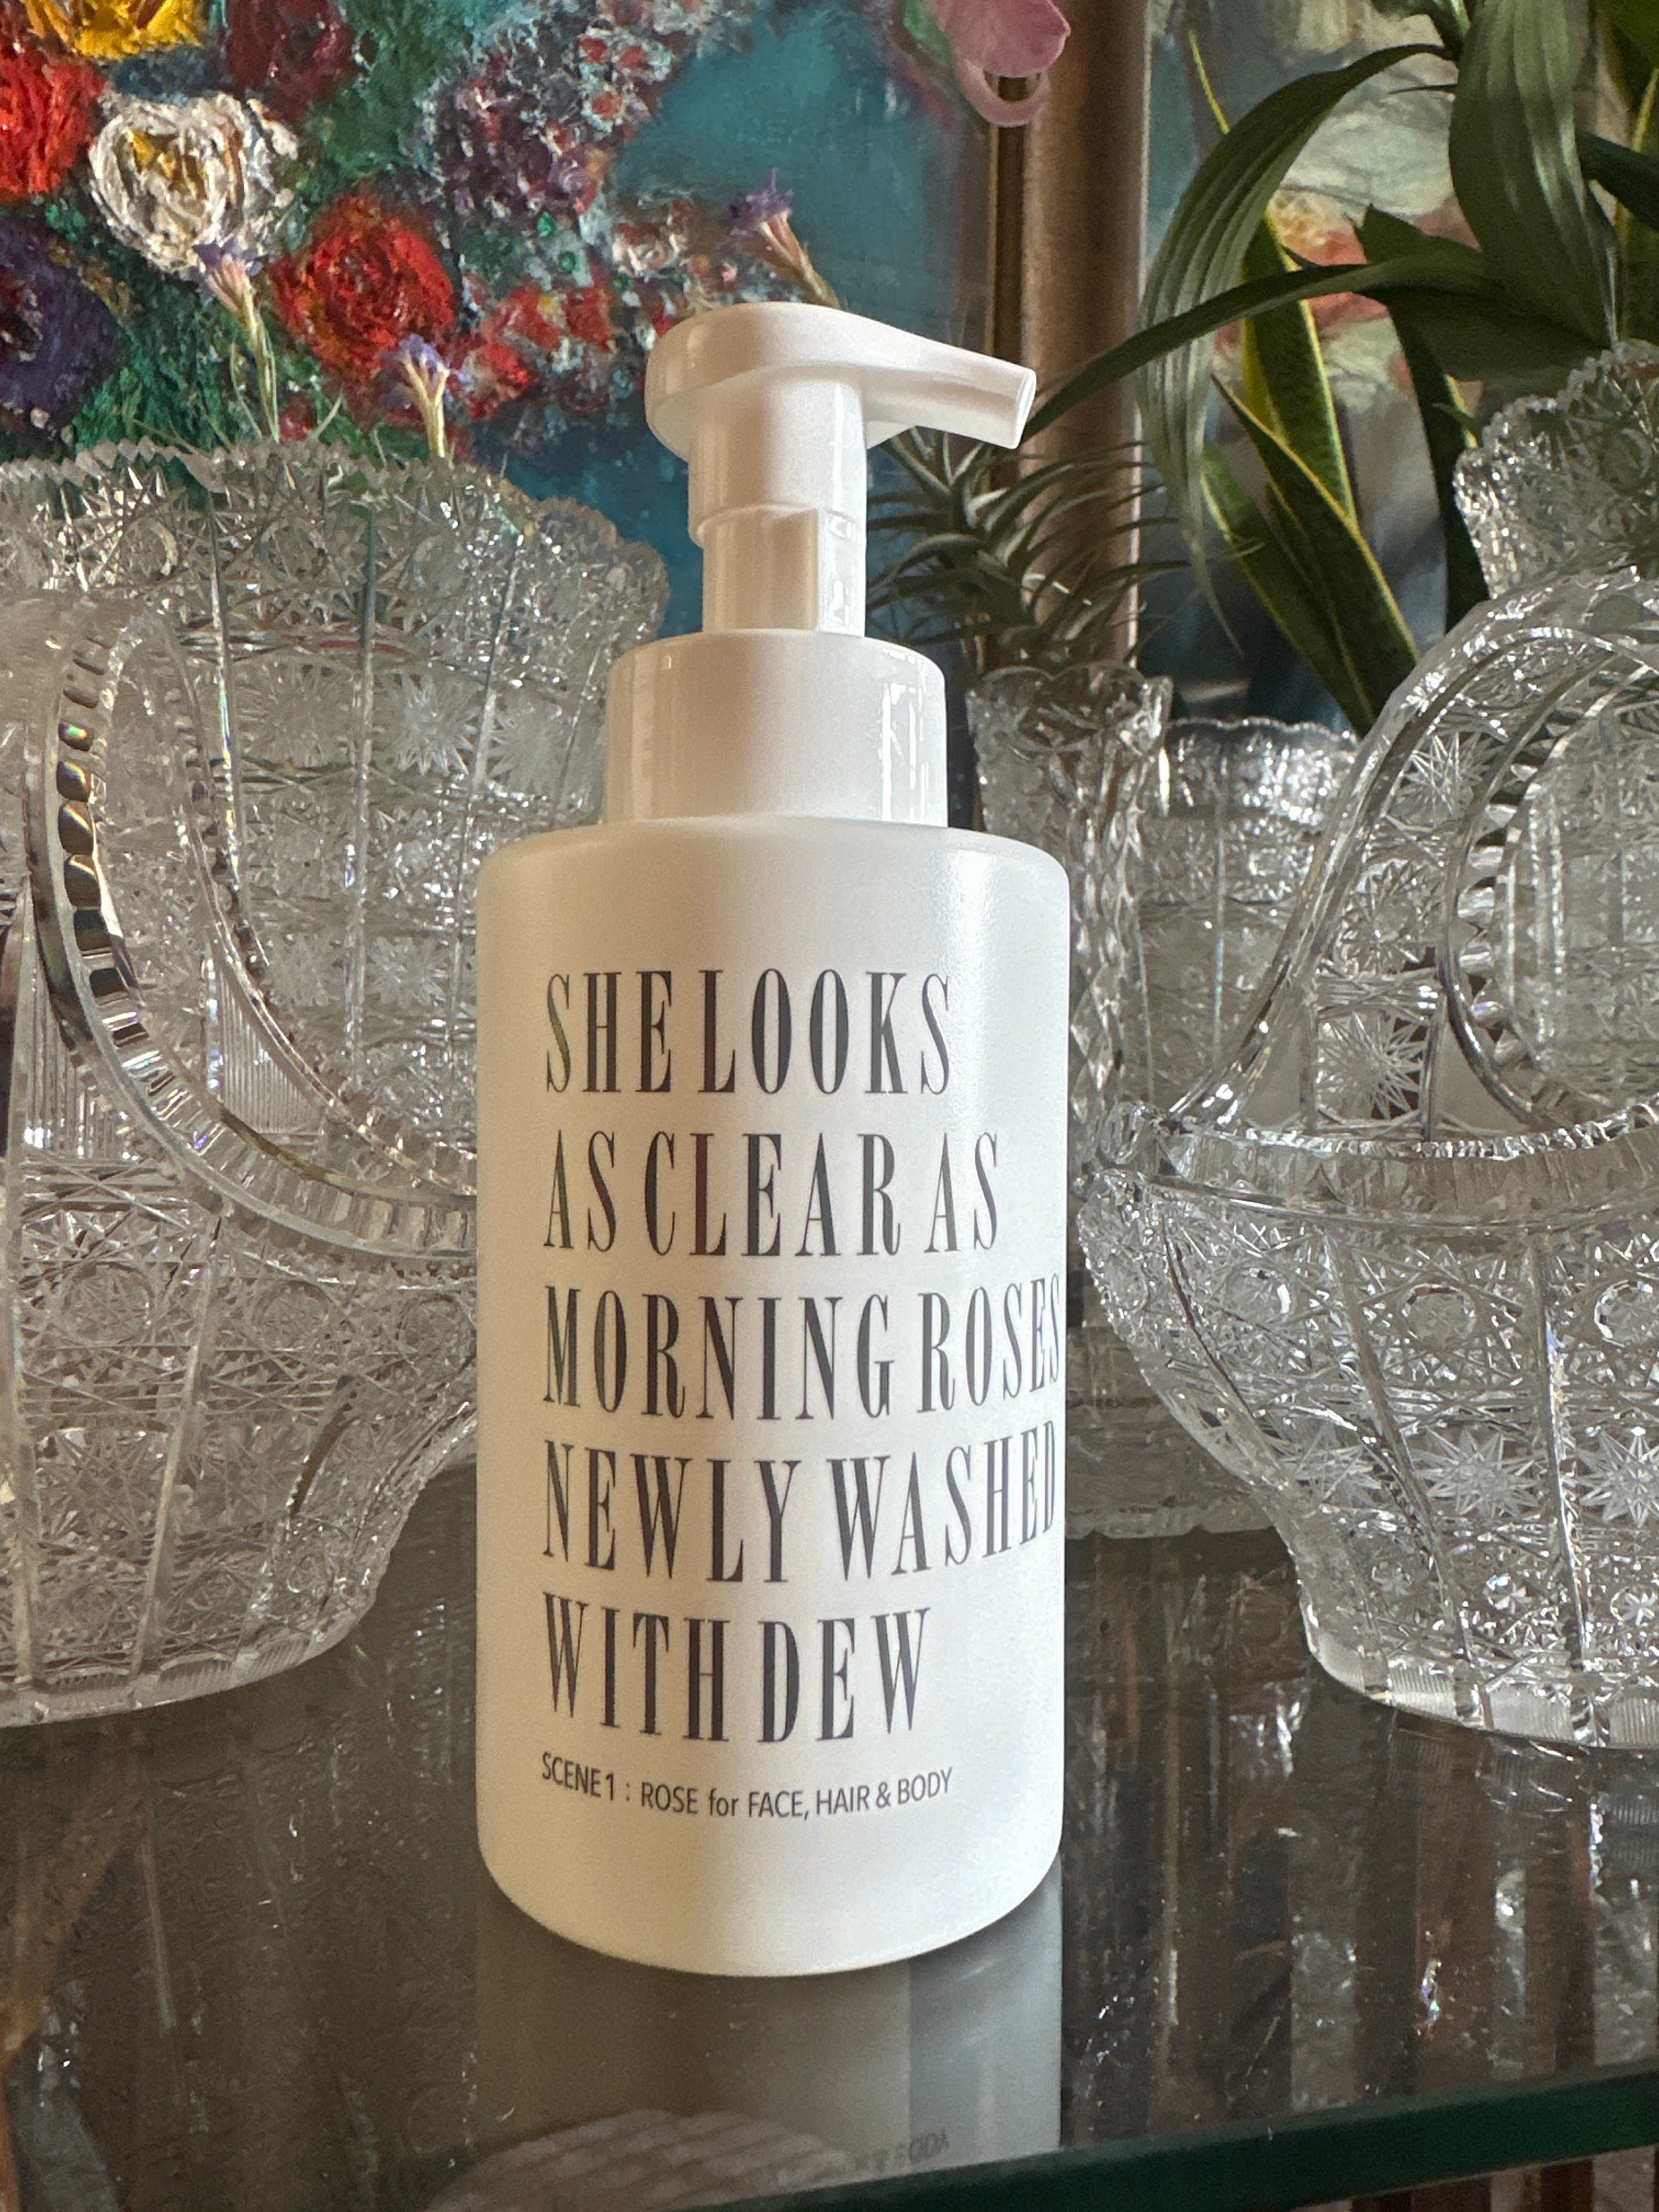 SHE LOOKS
AS CLEAR AS
MORNING ROSES
NEWLY WASHED
WITH DEW
SCENE1 : ROSE for FACE, HAIR & BODY